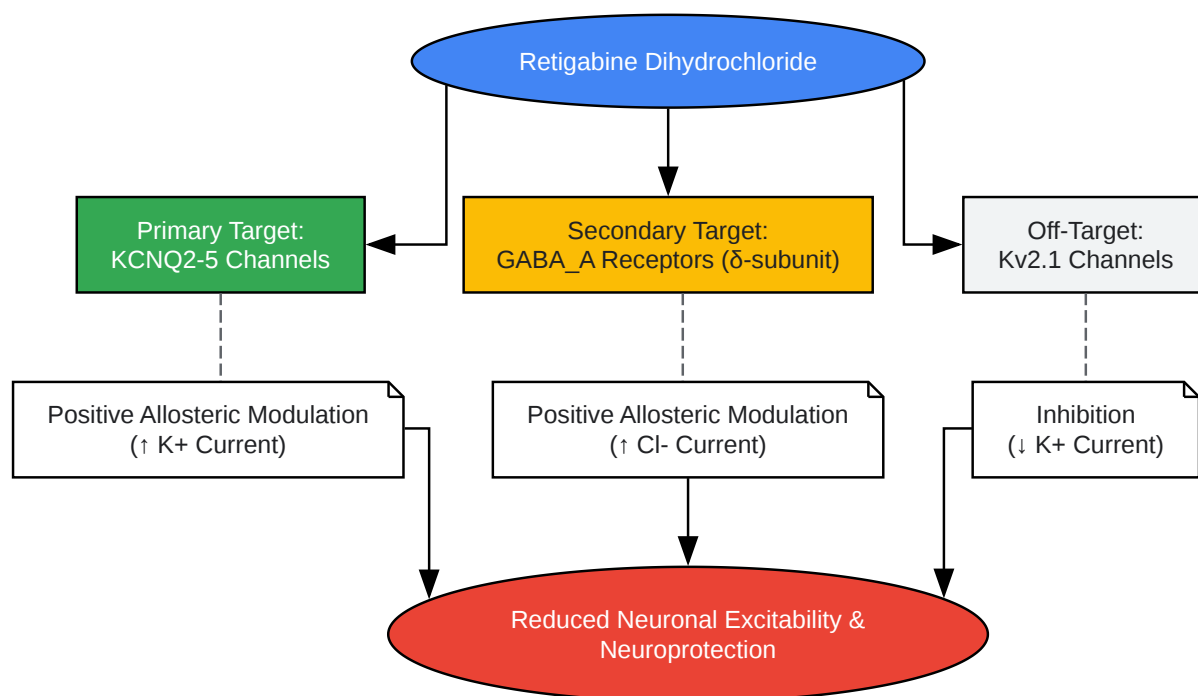 Retigabine Dihydrochloride
Primary Target:
KCNQ2-5 Channels
Secondary Target:
GABA_A Receptors (δ-subunit)
Off-Target:
Kv2.1 Channels
Positive Allosteric Modulation
(↑ K+ Current)
Positive Allosteric Modulation
(↑ Cl- Current)
Inhibition
(↓ K+ Current)
Reduced Neuronal Excitability &
Neuroprotection